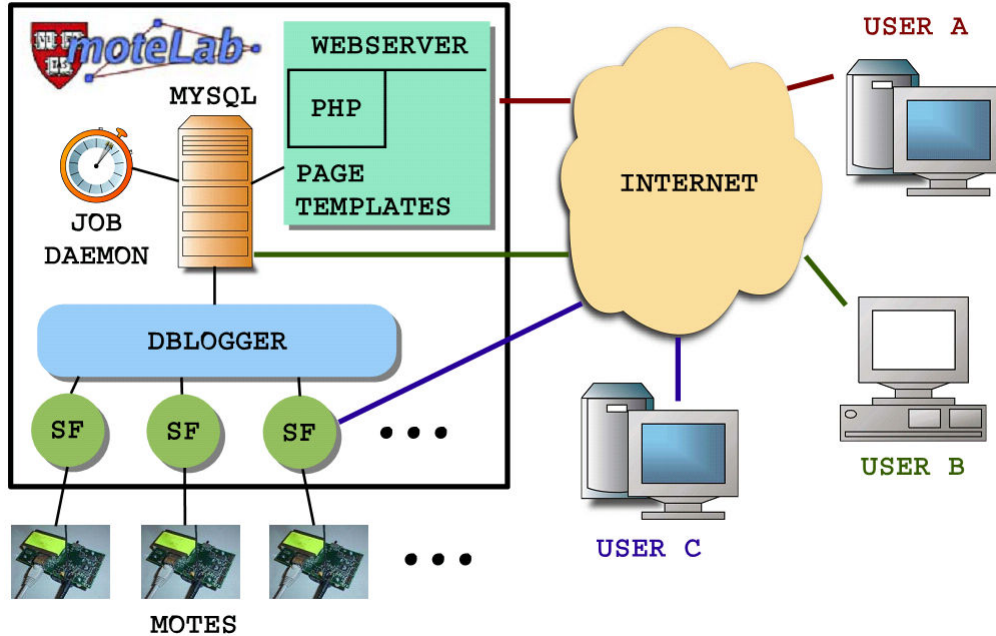 moteLab
WEBSERVER
PHP
PAGE
TEMPLATES
MYSQL
JOB
DAEMON
DBLOGGER
SF
SF
SF
MOTES
INTERNET
USER A
USER B
USER C